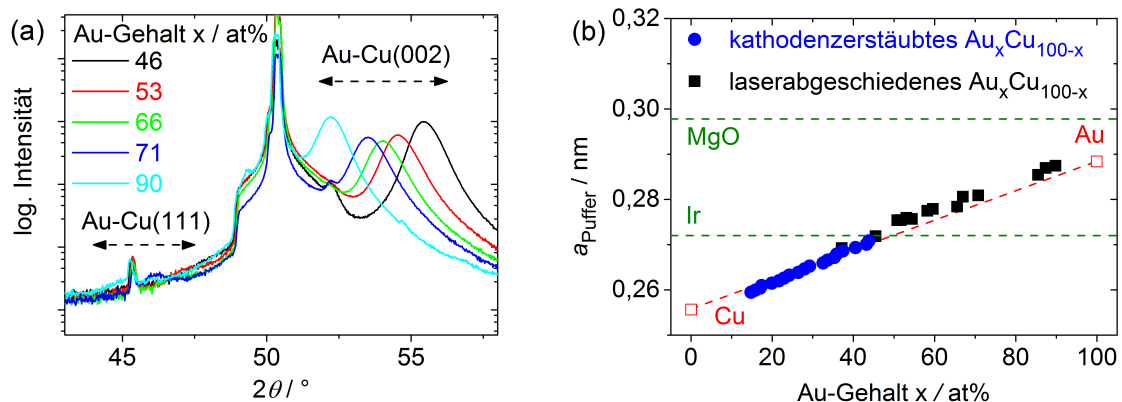 (a)
Au-Gehalt x / at%
46
53
66
71
90
Au-Cu(002)
Au-Cu(111)
log. Intensität
45
50
55
2θ / °
(b)
0,32
0,30
0,28
0,26
kathodenzerstäubtes AuxCu100-x
laserabgeschiedenes AuxCu100-x
MgO
Au
Ir
Cu
aPuffer / nm
0
20
40
60
80
100
Au-Gehalt x / at%